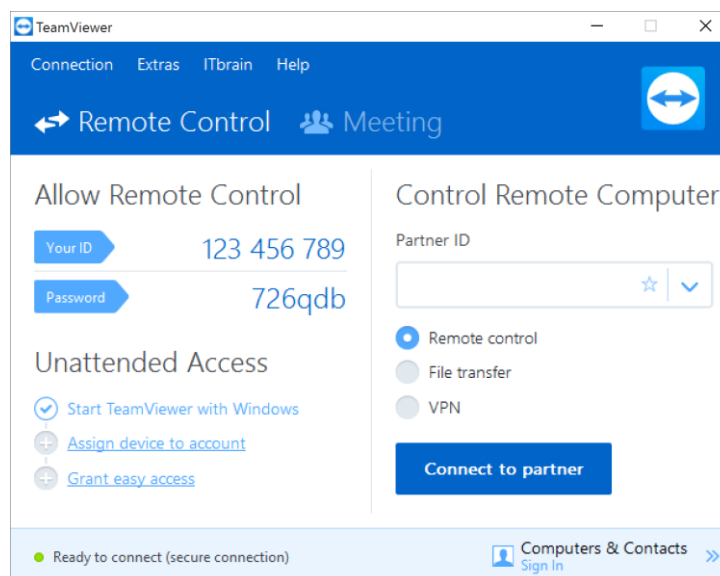 TeamViewer
Connection Extras ITbrain Help
Remote Control Meeting
Allow Remote Control
Your ID 123 456 789
Password 726qdb
Unattended Access
Start TeamViewer with Windows
Assign device to account
Grant easy access
Control Remote Computer
Partner ID
Remote control
File transfer
VPN
Connect to partner
Ready to connect (secure connection)
Computers & Contacts
Sign In